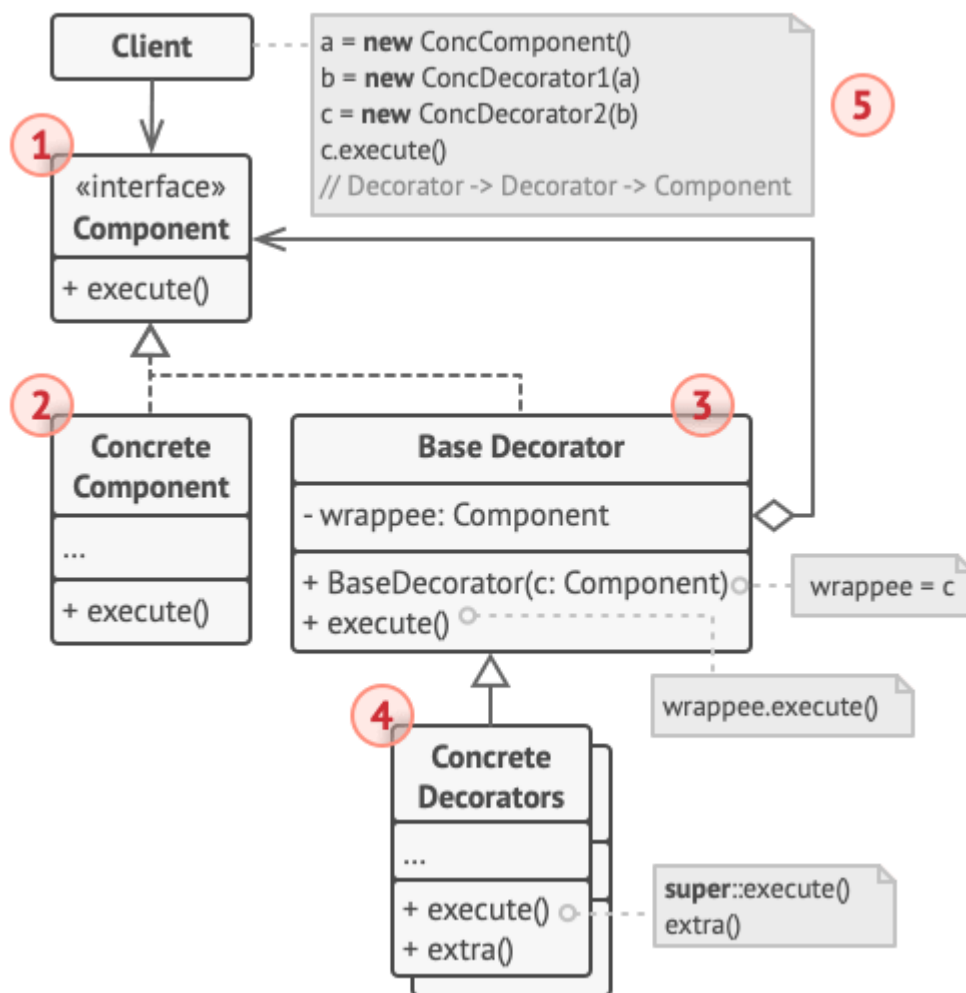 Client
a = new ConcComponent()
b = new ConcDecorator1(a)
c = new ConcDecorator2(b)
c.execute()
// Decorator -> Decorator -> Component
5
1
«interface»
Component
+ execute()
2
Concrete
Component
...
+ execute()
3
Base Decorator
- wrappee: Component
+ BaseDecorator(c: Component)
+ execute()
wrappee = c
wrappee.execute()
4
Concrete
Decorators
...
+ execute()
+ extra()
super::execute()
extra()